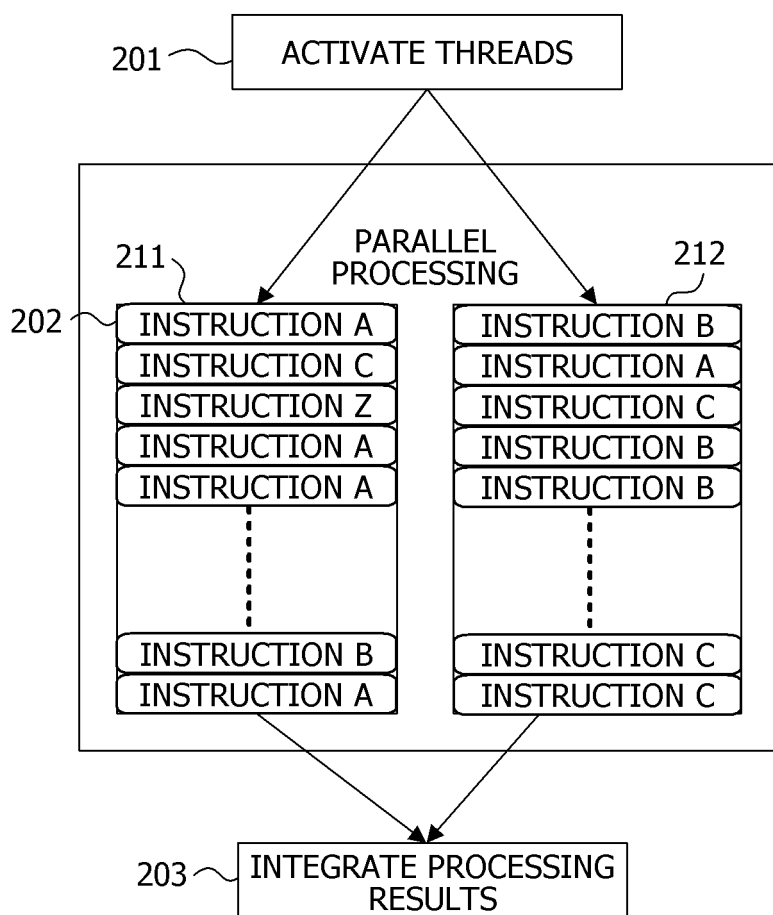 201
ACTIVATE THREADS
PARALLEL
PROCESSING
211
212
202
INSTRUCTION A
INSTRUCTION C
INSTRUCTION Z
INSTRUCTION A
INSTRUCTION A
INSTRUCTION B
INSTRUCTION A
INSTRUCTION B
INSTRUCTION A
INSTRUCTION C
INSTRUCTION B
INSTRUCTION B
INSTRUCTION C
INSTRUCTION C
203
INTEGRATE PROCESSING
RESULTS